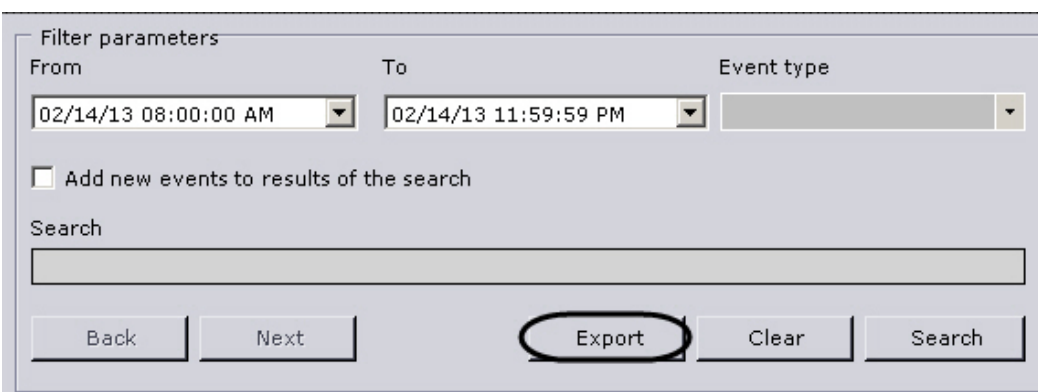 Filter parameters
From To Event type
02/14/13 08:00:00 AM 02/14/13 11:59:59 PM
Add new events to results of the search
Search
Back Next Export Clear Search